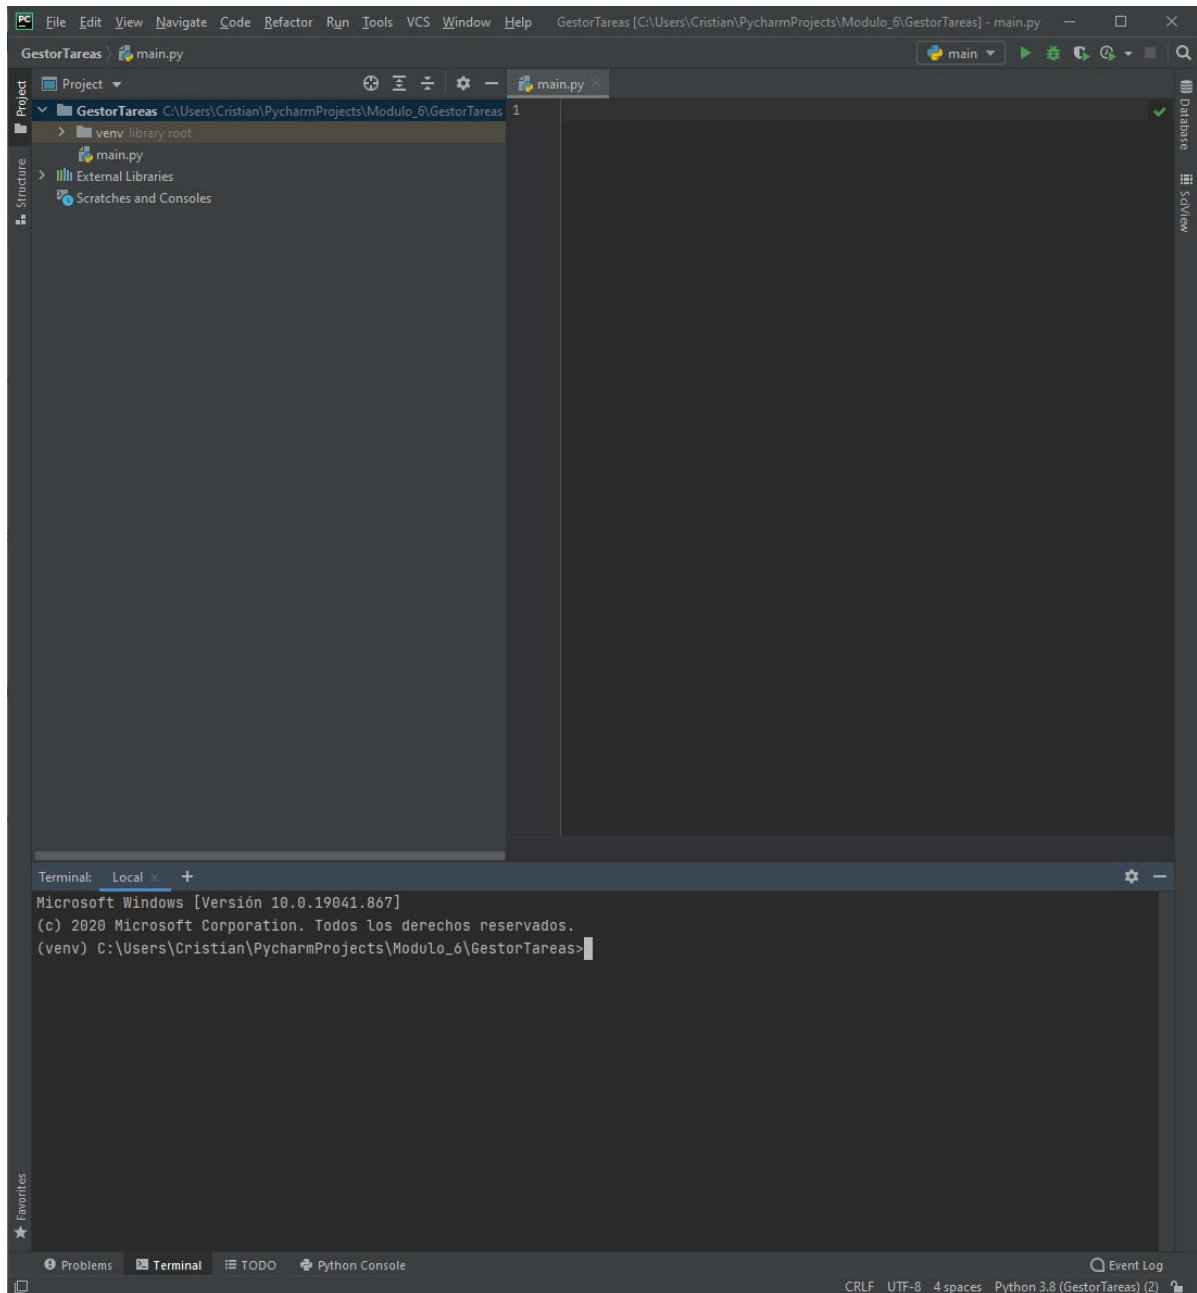 PC File Edit View Navigate Code Refactor Run Tools VCS Window Help GestorTareas [C:\Users\Cristian\PycharmProjects\Modulo_6\GestorTareas] - main.py
GestorTareas main.py main
Project main.py
GestorTareas C:\Users\Cristian\PycharmProjects\Modulo_6\GestorTareas 1
venv library root
main.py
External Libraries
Scratches and Consoles
Project
Structure
Favorites
Database
SciView
Terminal: Local +
Microsoft Windows [Versión 10.0.19041.867]
(c) 2020 Microsoft Corporation. Todos los derechos reservados.
(venv) C:\Users\Cristian\PycharmProjects\Modulo_6\GestorTareas>
Problems Terminal TODO Python Console Event Log
CRLF UTF-8 4 spaces Python 3.8 (GestorTareas) (2)